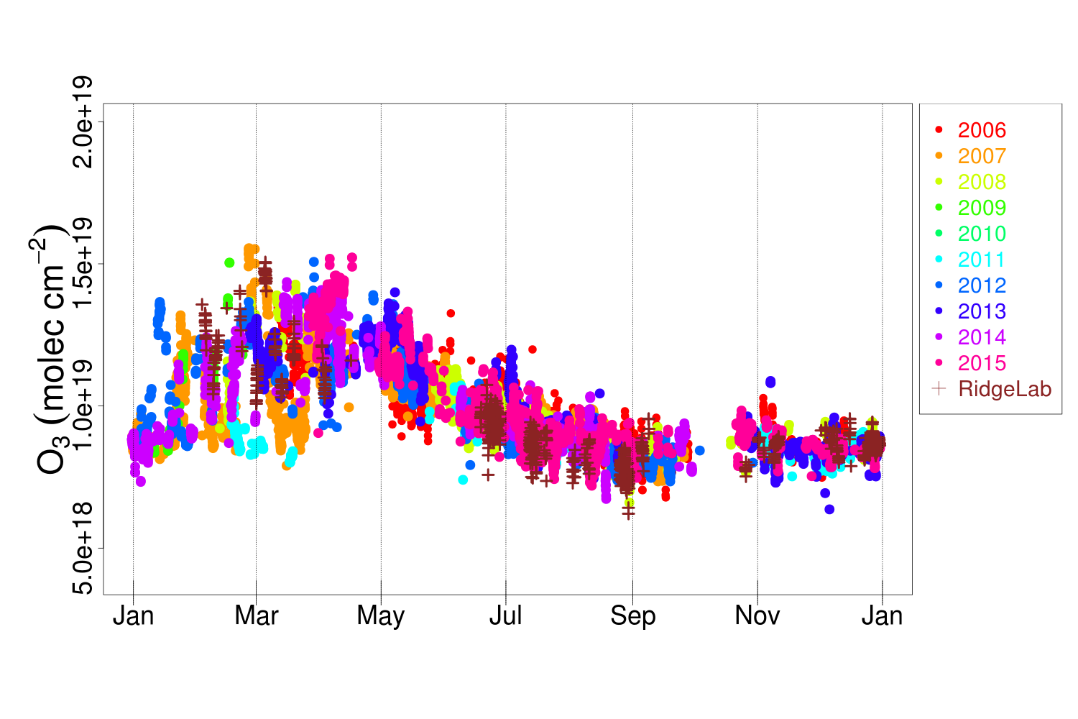 O3 (molec cm−2)
2.0e+19
1.5e+19
1.0e+19
5.0e+18
Jan Mar May Jul Sep Nov Jan
2006
2007
2008
2009
2010
2011
2012
2013
2014
2015
RidgeLab